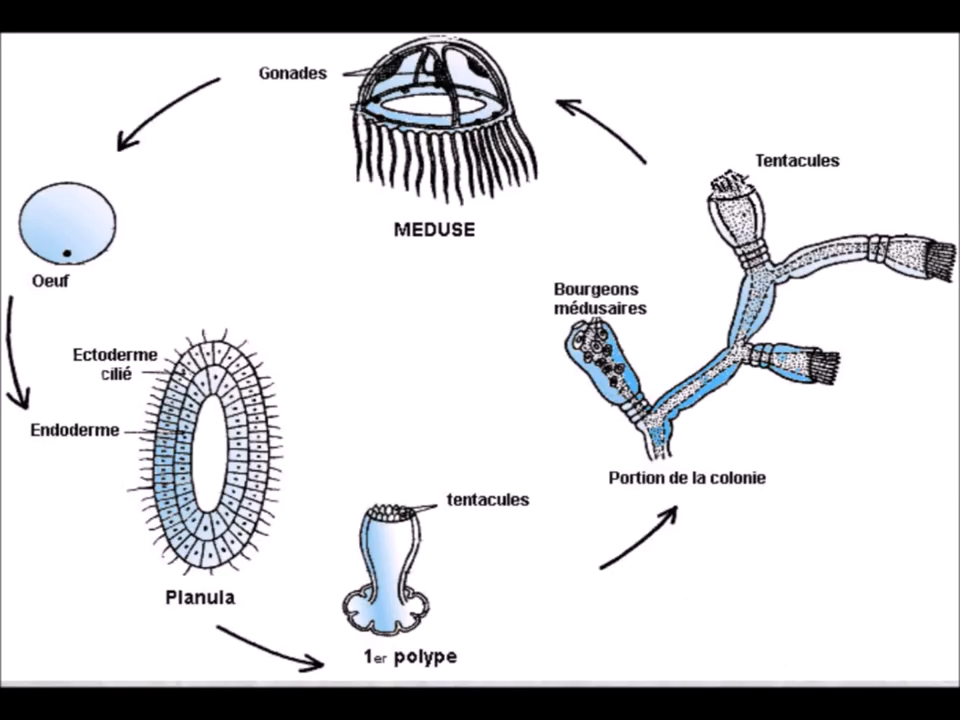 Gonades
MEDUSE
Tentacules
Oeuf
Bourgeons
médusaires
Ectoderme
cilié
Endoderme
Portion de la colonie
tentacules
Planula
1er polype